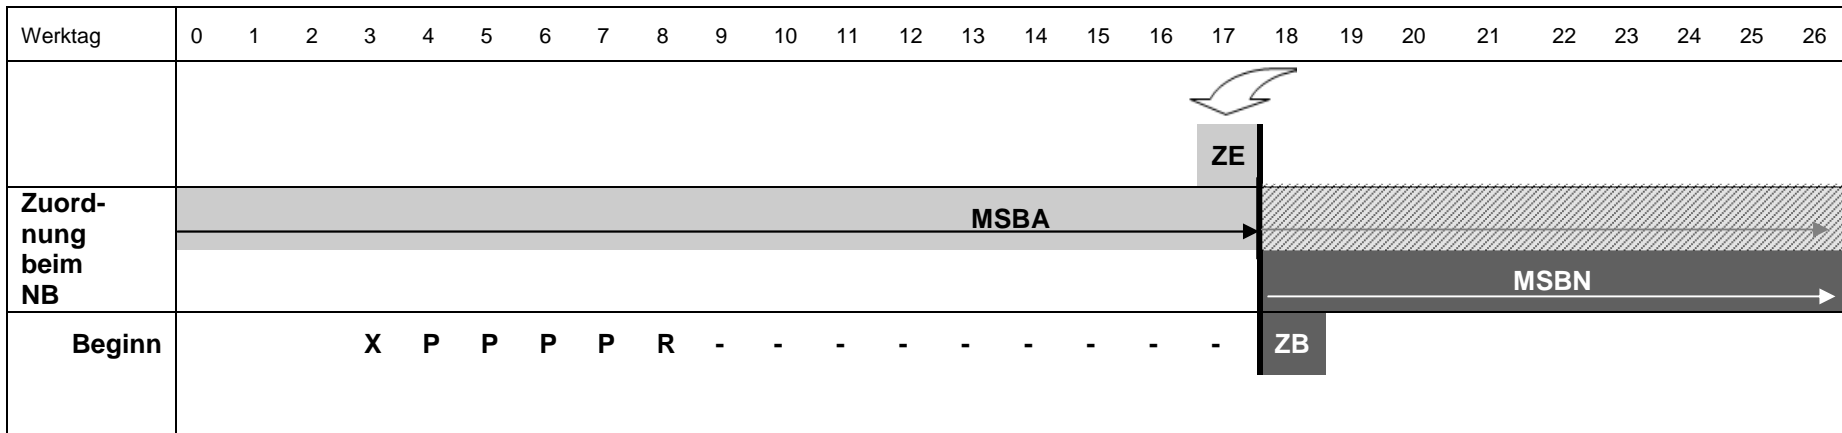 Werktag 0 1 2 3 4 5 6 7 8 9 10 11 12 13 14 15 16 17 18 19 20 21 22 23 24 25 26
ZE
Zuord-
nung
beim
NB
MSBA
MSBN
Beginn X P P P P R - - - - - - - - - ZB